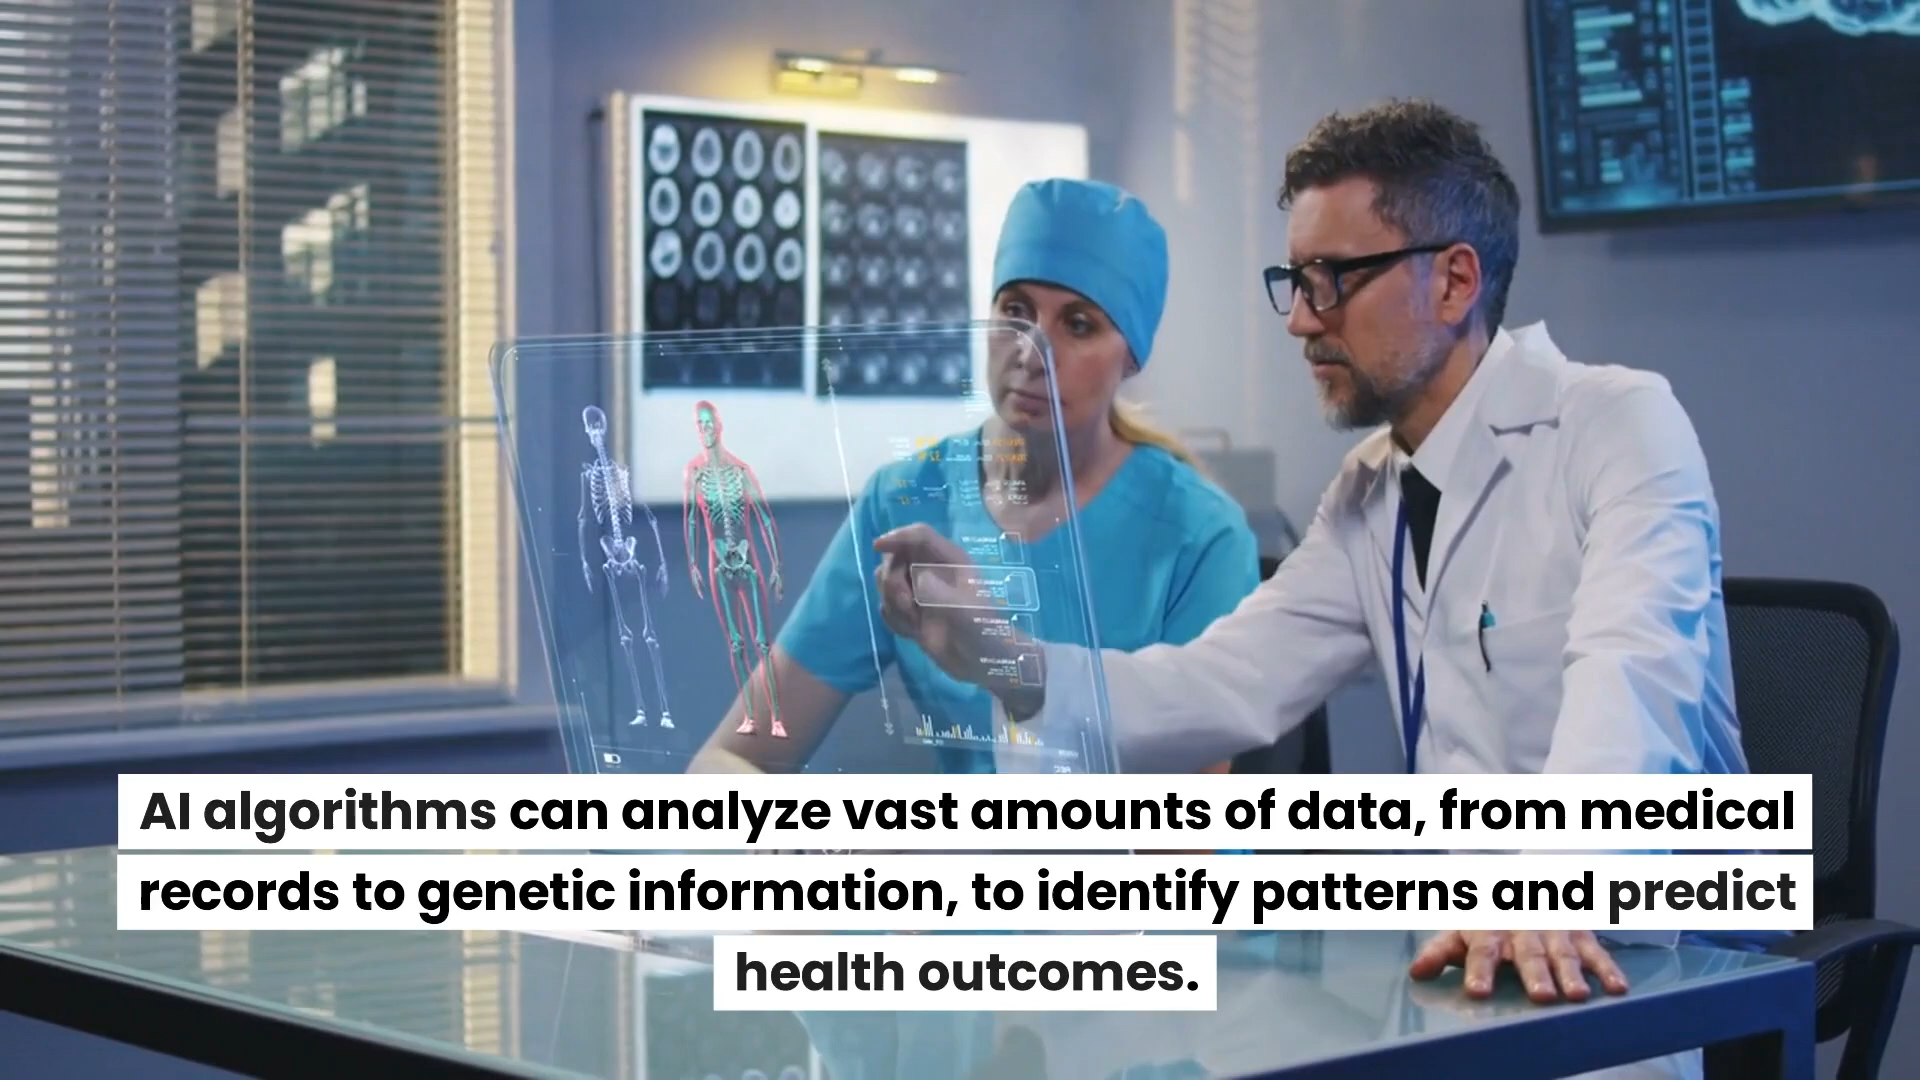 AI algorithms can analyze vast amounts of data, from medical
records to genetic information, to identify patterns and predict
health outcomes.